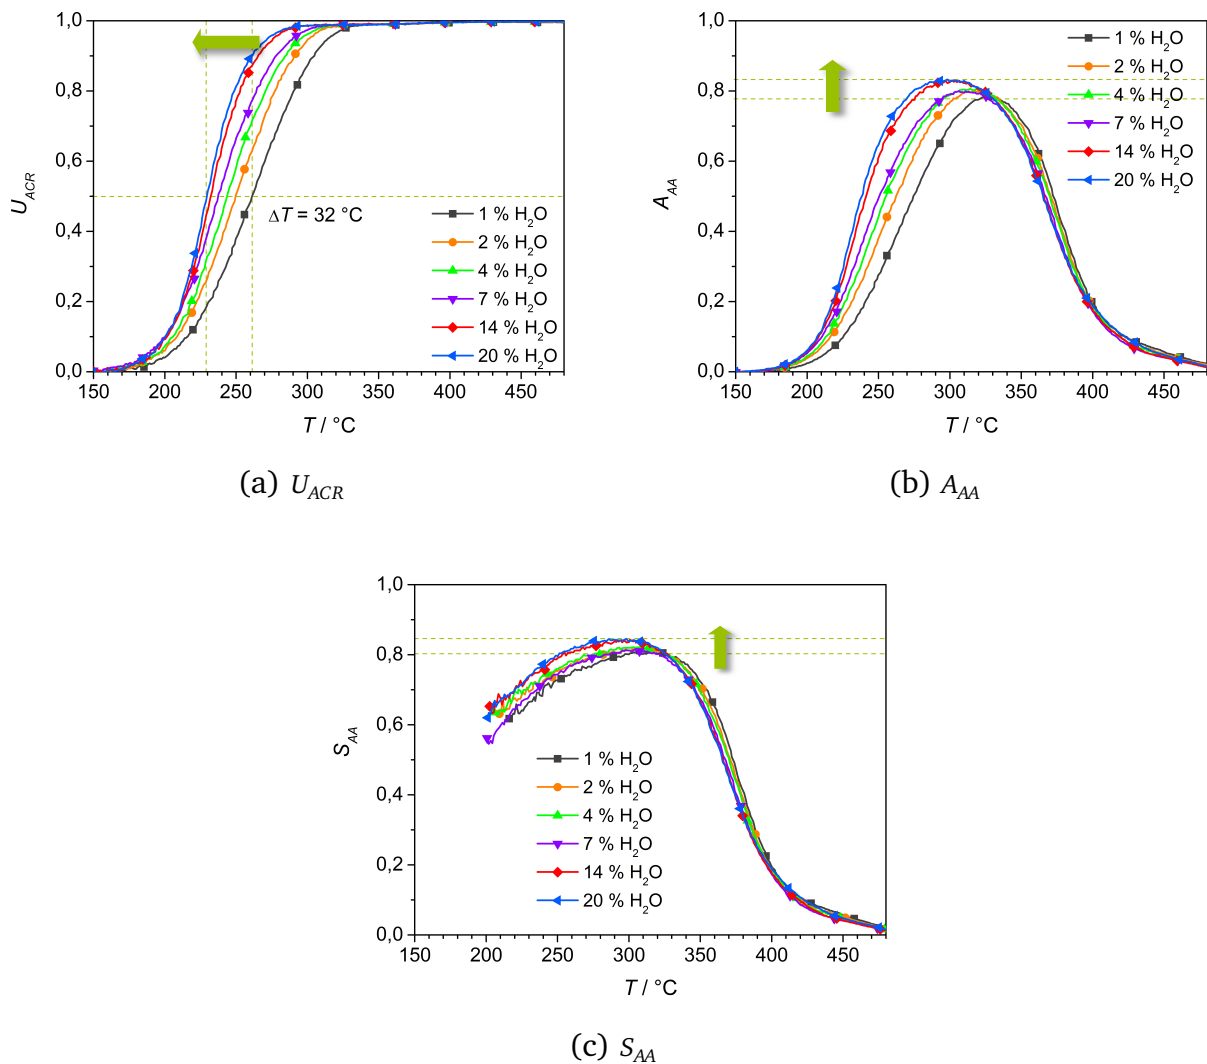 1,0
0,8
0,6
0,4
0,2
0,0
U_ACR
ΔT = 32 °C
1 % H₂O
2 % H₂O
4 % H₂O
7 % H₂O
14 % H₂O
20 % H₂O
150 200 250 300 350 400 450
T / °C
(a) U_ACR
1,0
0,8
0,6
0,4
0,2
0,0
A_AA
1 % H₂O
2 % H₂O
4 % H₂O
7 % H₂O
14 % H₂O
20 % H₂O
150 200 250 300 350 400 450
T / °C
(b) A_AA
1,0
0,8
0,6
0,4
0,2
0,0
S_AA
1 % H₂O
2 % H₂O
4 % H₂O
7 % H₂O
14 % H₂O
20 % H₂O
150 200 250 300 350 400 450
T / °C
(c) S_AA